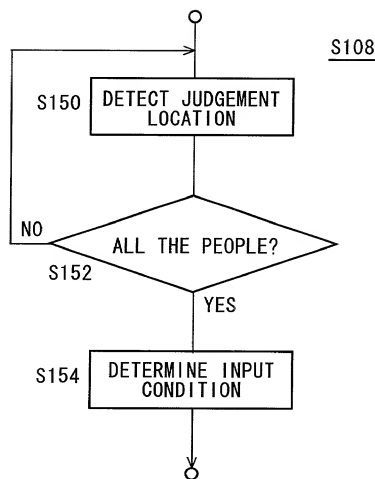 S108
S150
DETECT JUDGEMENT
LOCATION
NO
ALL THE PEOPLE?
S152
YES
S154
DETERMINE INPUT
CONDITION